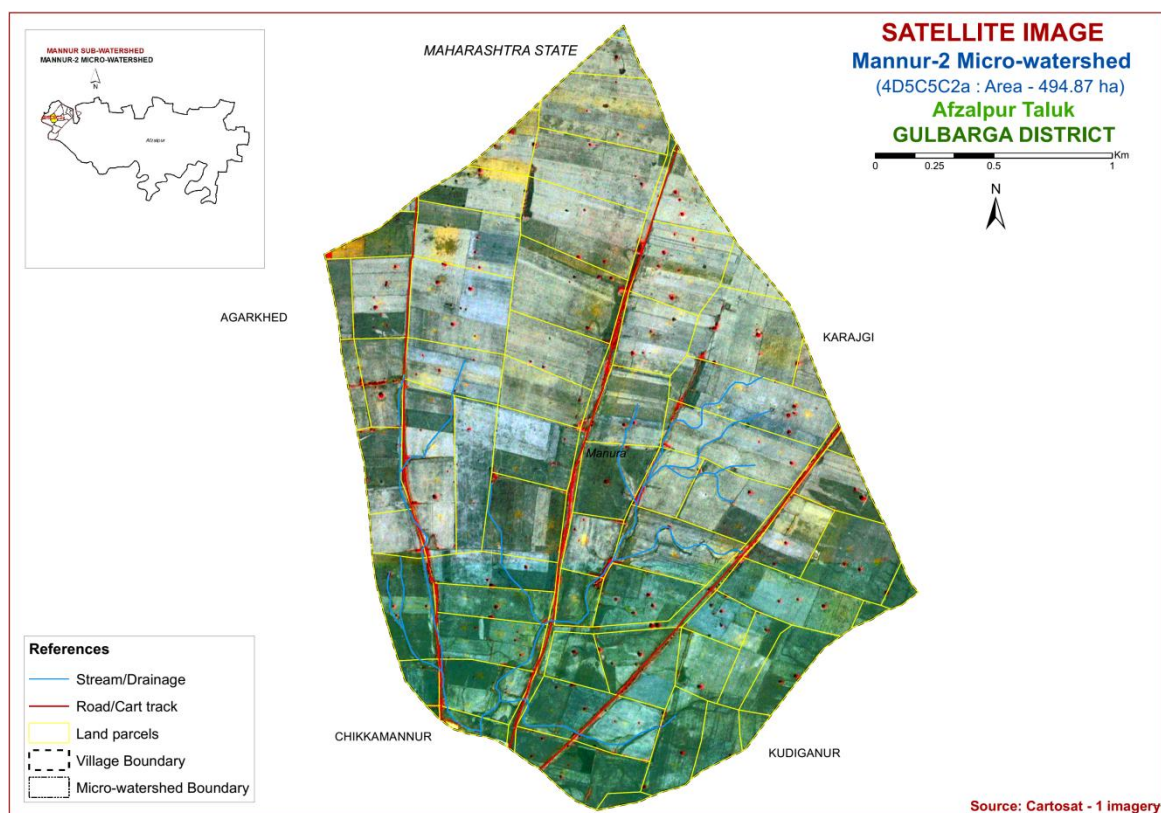 MANNUR SUB-WATERSHED
MANNUR-2 MICRO-WATERSHED
N
Afzalpur
MAHARASHTRA STATE
SATELLITE IMAGE
Mannur-2 Micro-watershed
(4D5C5C2a : Area - 494.87 ha)
Afzalpur Taluk
GULBARGA DISTRICT
Km
0 0.25 0.5 1
N
AGARKHED
KARAJGI
Manura
CHIKKAMANNUR
KUDIGANUR
References
Stream/Drainage
Road/Cart track
Land parcels
Village Boundary
Micro-watershed Boundary
Source: Cartosat - 1 imagery